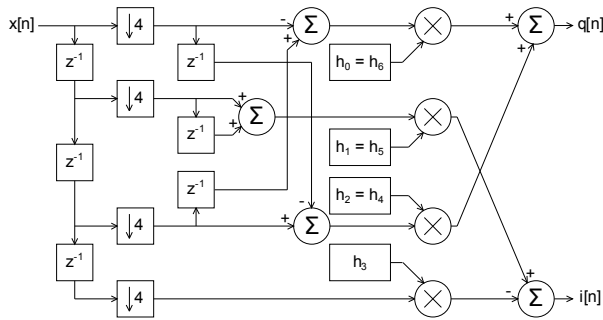 x[n]
↓4
- Σ
+
+ Σ
+
q[n]
z⁻¹
z⁻¹
h₀ = h₆
↓4
+ Σ
+
z⁻¹
h₁ = h₅
z⁻¹
z⁻¹
h₂ = h₄
↓4
-
+ Σ
z⁻¹
h₃
↓4
+
- Σ
i[n]